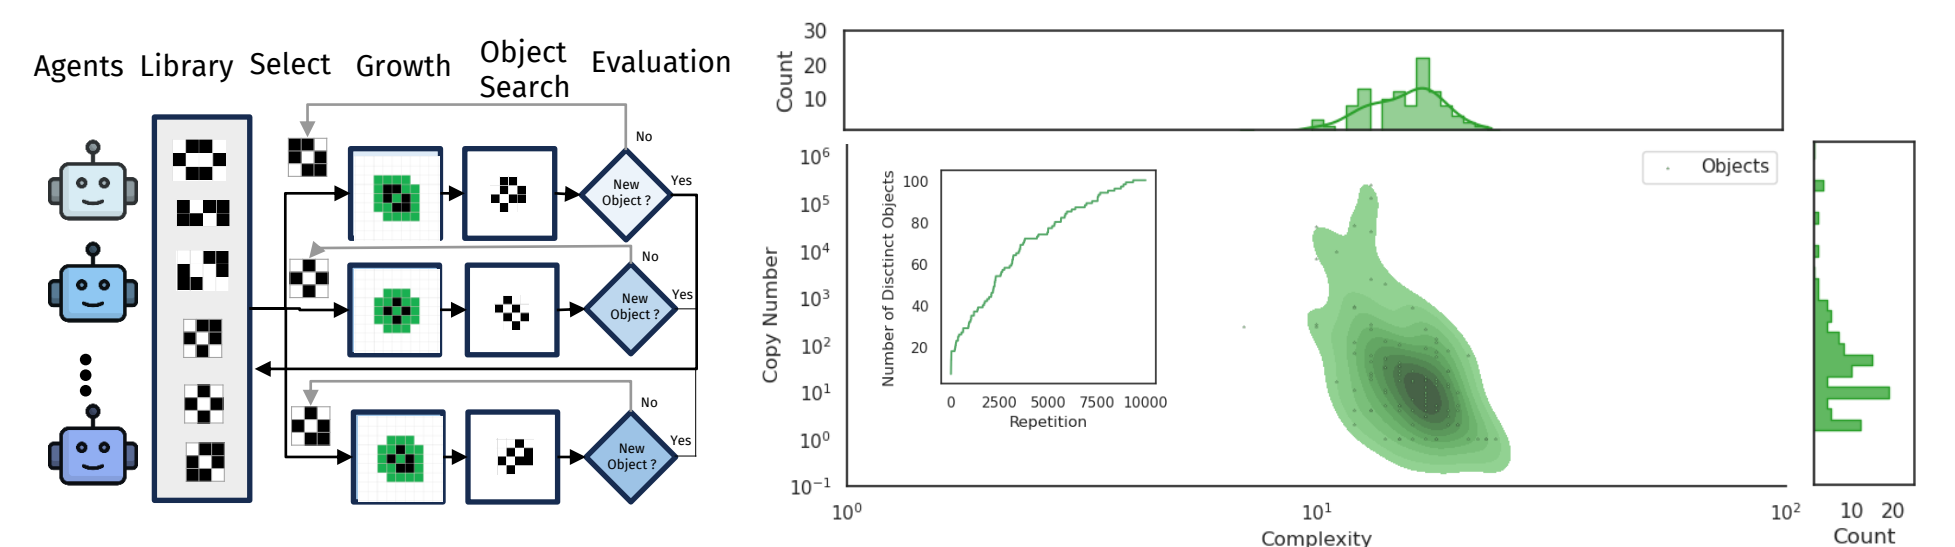 Agents
Library
Select
Growth
Object
Search
Evaluation
No
New
Object ?
Yes
No
New
Object ?
Yes
No
New
Object ?
Yes
30
20
10
Count
10⁶
10⁵
10⁴
10³
10²
10¹
10⁰
10⁻¹
Copy Number
Objects
100
80
60
40
20
Number of Disctinct Objects
0 2500 5000 7500 10000
Repetition
10⁰ 10¹ 10²
Complexity
10 20
Count